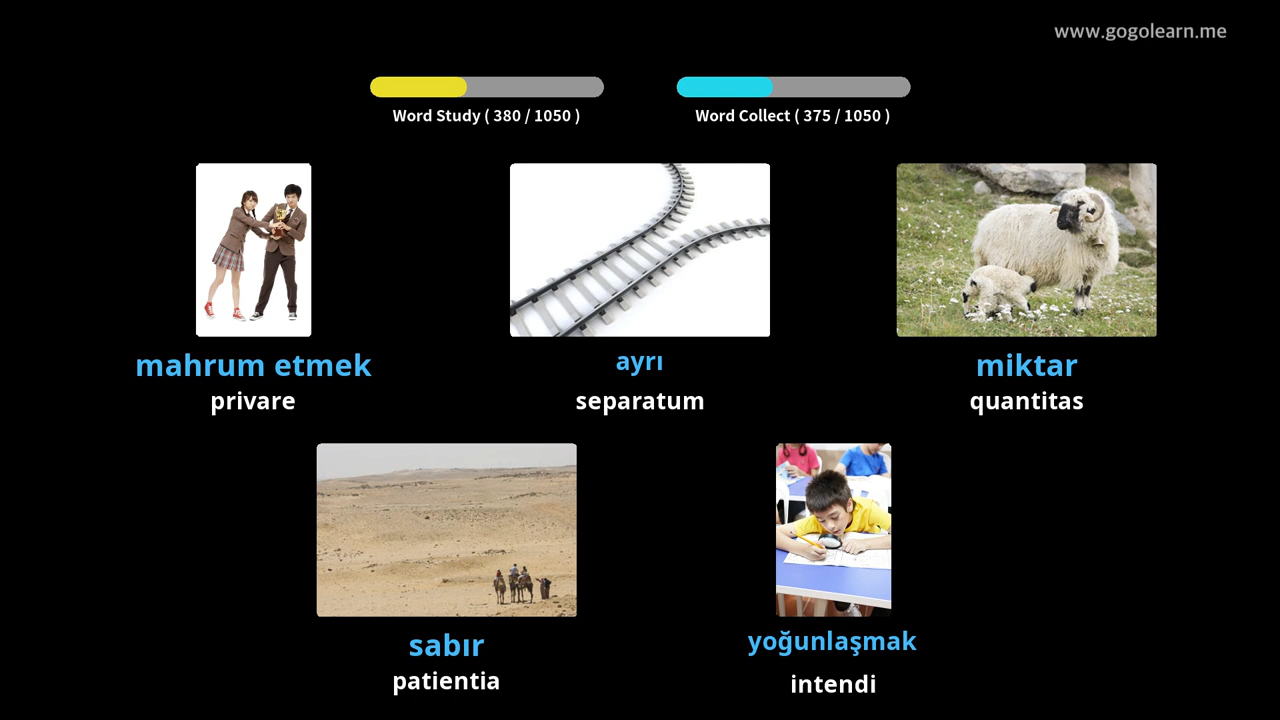 www.gogolearn.me
Word Study ( 380 / 1050 )
Word Collect ( 375 / 1050 )
mahrum etmek
privare
ayrı
separatum
miktar
quantitas
sabır
patientia
yoğunlaşmak
intendi